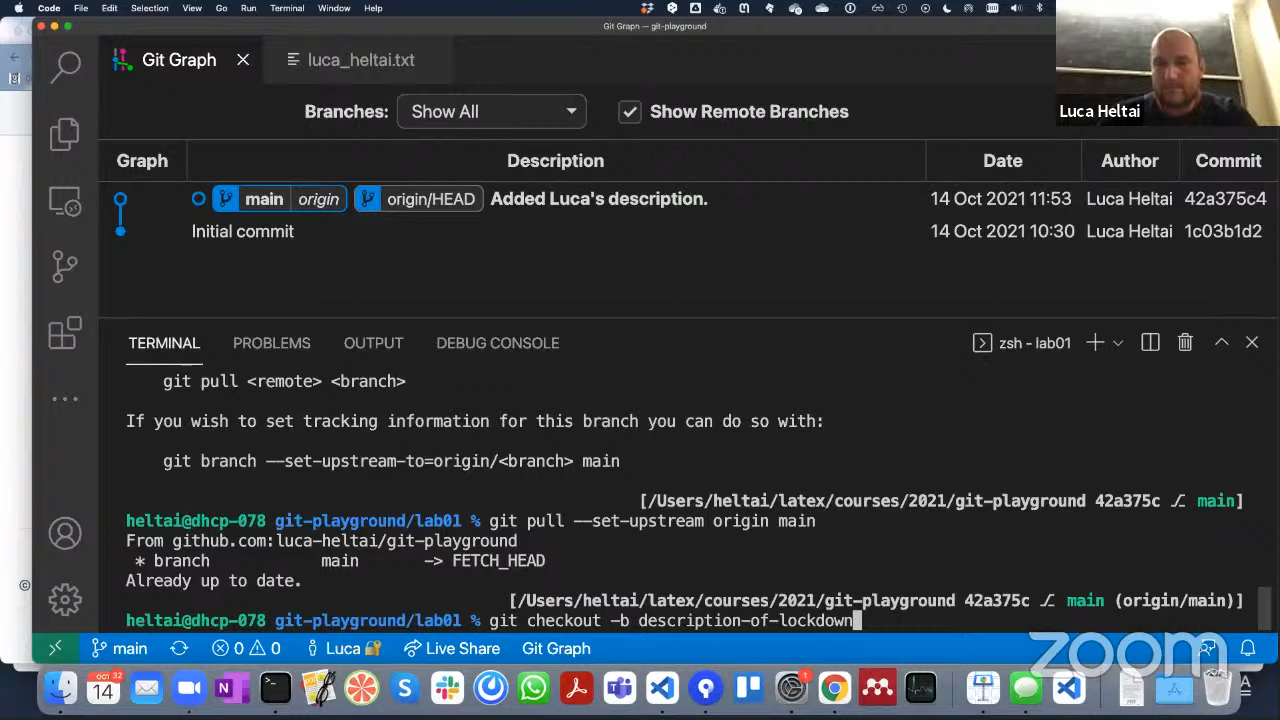 Code File Edit Selection View Go Run Terminal Window Help
Git Graph — git-playground
Git Graph
luca_heltai.txt
Luca Heltai
Branches: Show All Show Remote Branches
Graph Description Date Author Commit
main origin origin/HEAD Added Luca's description. 14 Oct 2021 11:53 Luca Heltai 42a375c4
Initial commit 14 Oct 2021 10:30 Luca Heltai 1c03b1d2
TERMINAL PROBLEMS OUTPUT DEBUG CONSOLE zsh - lab01
git pull <remote> <branch>
If you wish to set tracking information for this branch you can do so with:
git branch --set-upstream-to=origin/<branch> main
[/Users/heltai/latex/courses/2021/git-playground 42a375c ⌥ main]
heltai@dhcp-078 git-playground/lab01 % git pull --set-upstream origin main
From github.com:luca-heltai/git-playground
* branch main -> FETCH_HEAD
Already up to date.
[/Users/heltai/latex/courses/2021/git-playground 42a375c ⌥ main (origin/main)]
heltai@dhcp-078 git-playground/lab01 % git checkout -b description-of-lockdown
main 0 0 Luca Live Share Git Graph
zoom
OCT
14
1